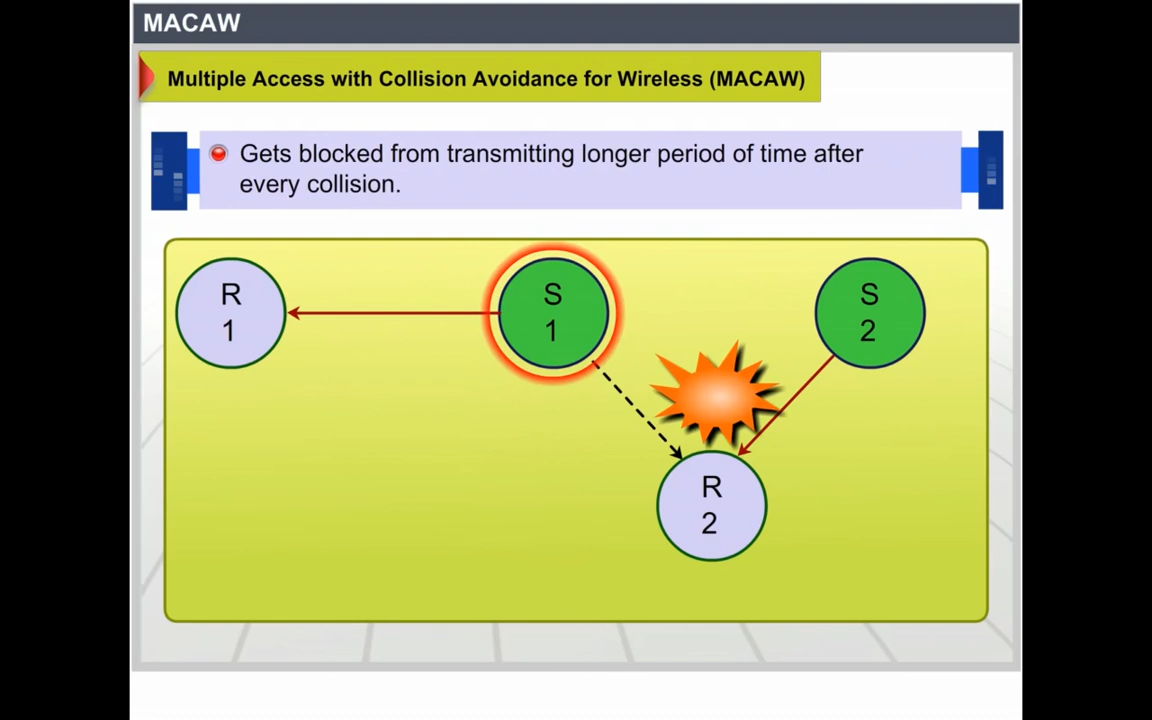 MACAW
Multiple Access with Collision Avoidance for Wireless (MACAW)
Gets blocked from transmitting longer period of time after
every collision.
R
1
S
1
S
2
R
2